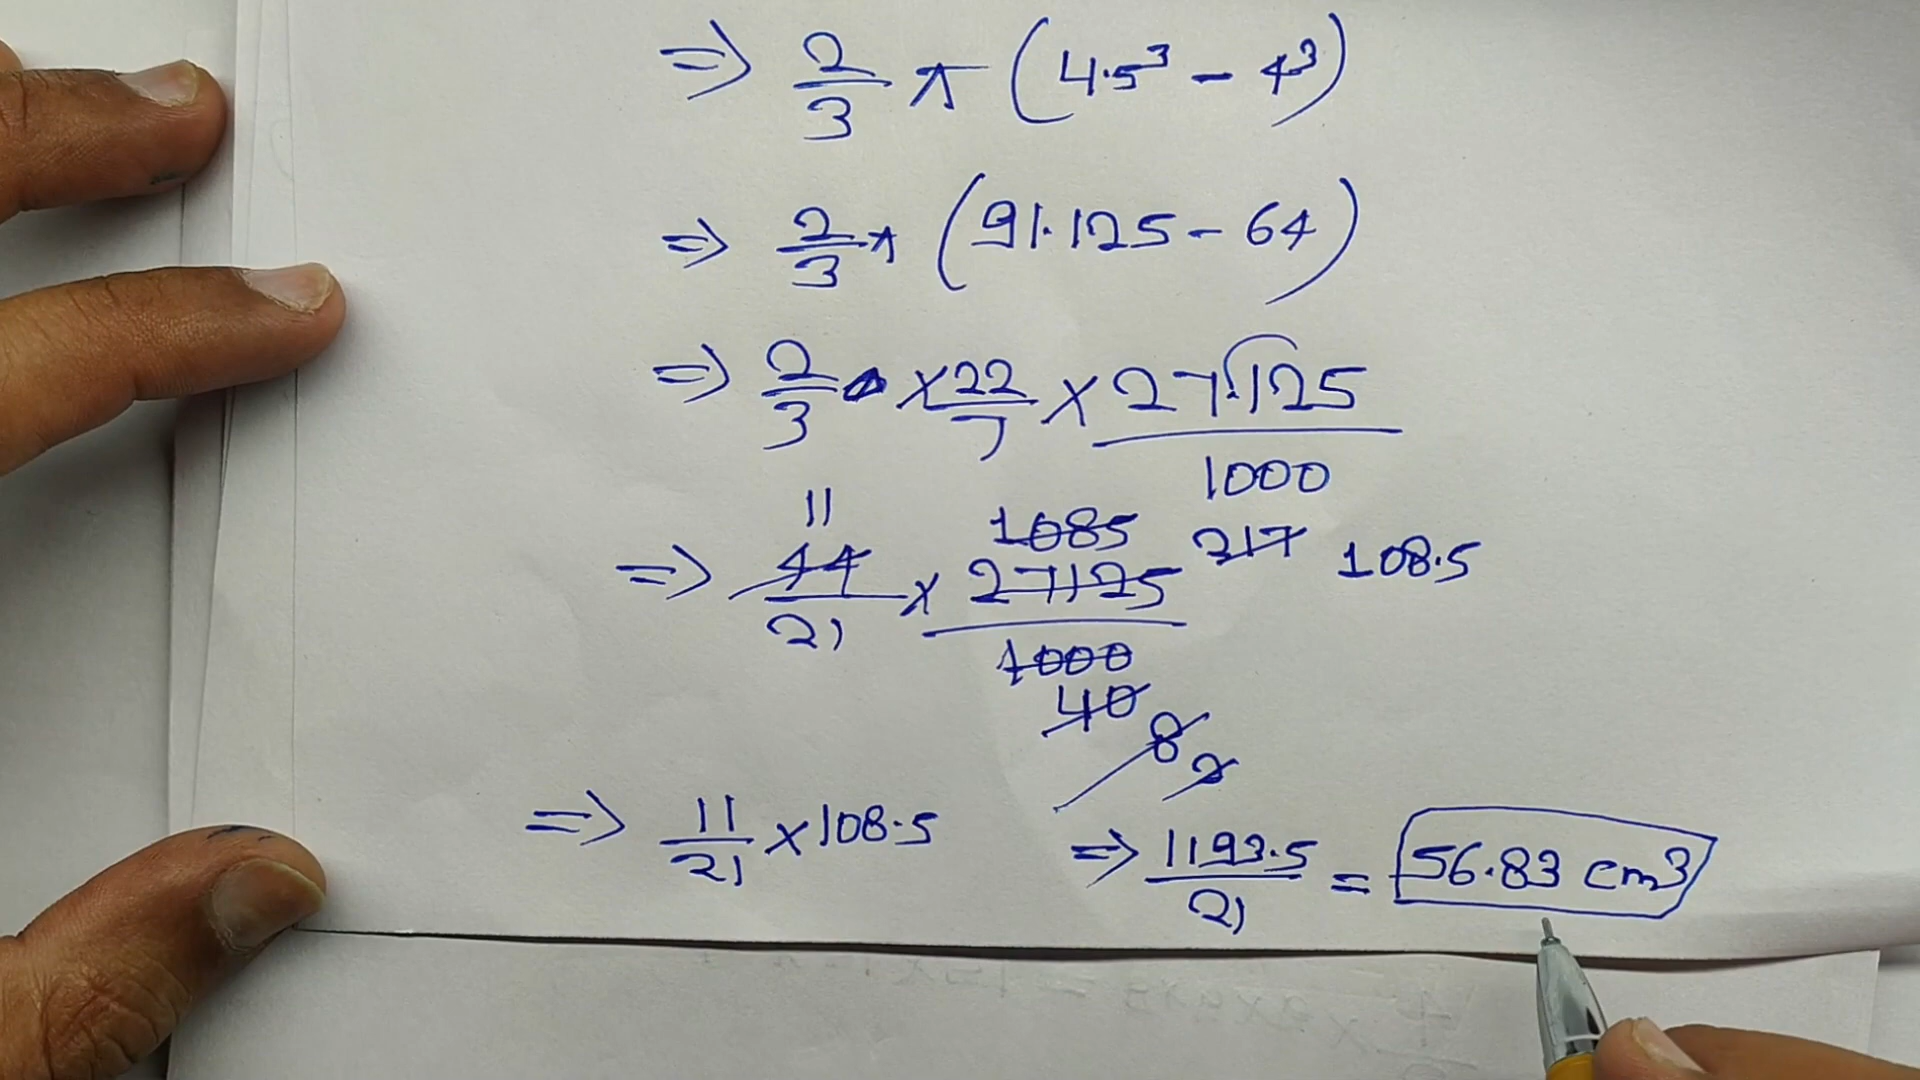 ⇒ 2/3 π (4.5³ - 4³)
⇒ 2/3 π (91.125 - 64)
⇒ 2/3 × 22/7 × 27.125/1000
11 1085 217 108.5
⇒ 44/21 × 27125/1000
40
8
2
⇒ 11/21 × 108.5 ⇒ 1193.5/21 = 56.83 cm³